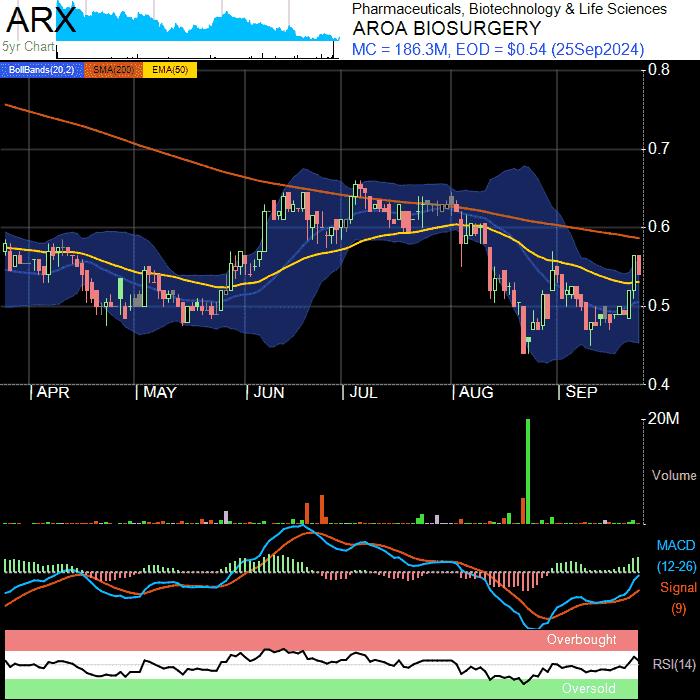 ARX
5yr Chart
Pharmaceuticals, Biotechnology & Life Sciences
AROA BIOSURGERY
MC = 186.3M, EOD = $0.54 (25Sep2024)
BollBands(20,2) SMA(200) EMA(50)
0.8
0.7
0.6
0.5
0.4
APR MAY JUN JUL AUG SEP
20M
Volume
MACD
(12-26)
Signal
(9)
Overbought
RSI(14)
Oversold